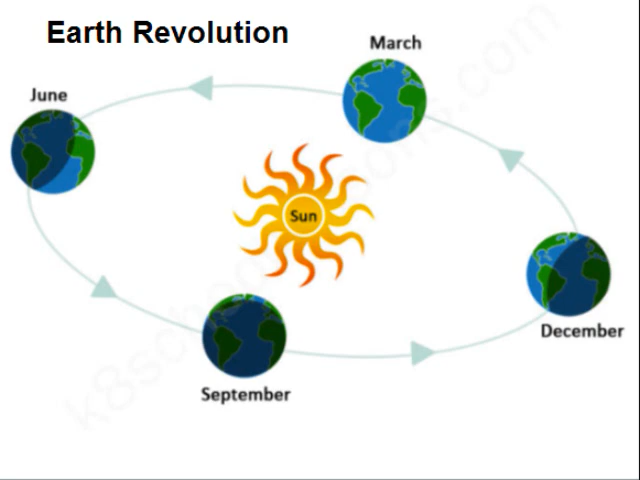 Earth Revolution
March
June
Sun
December
September